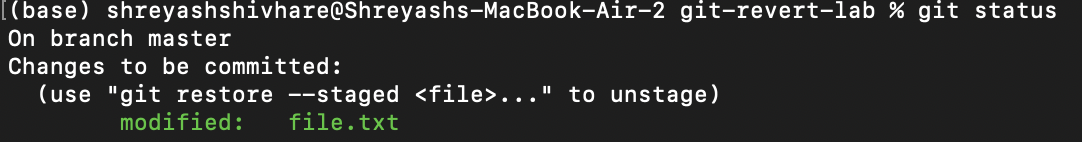 [(base) shreyashshivhare@Shreyashs-MacBook-Air-2 git-revert-lab % git status
On branch master
Changes to be committed:
  (use "git restore --staged <file>..." to unstage)
        modified:   file.txt